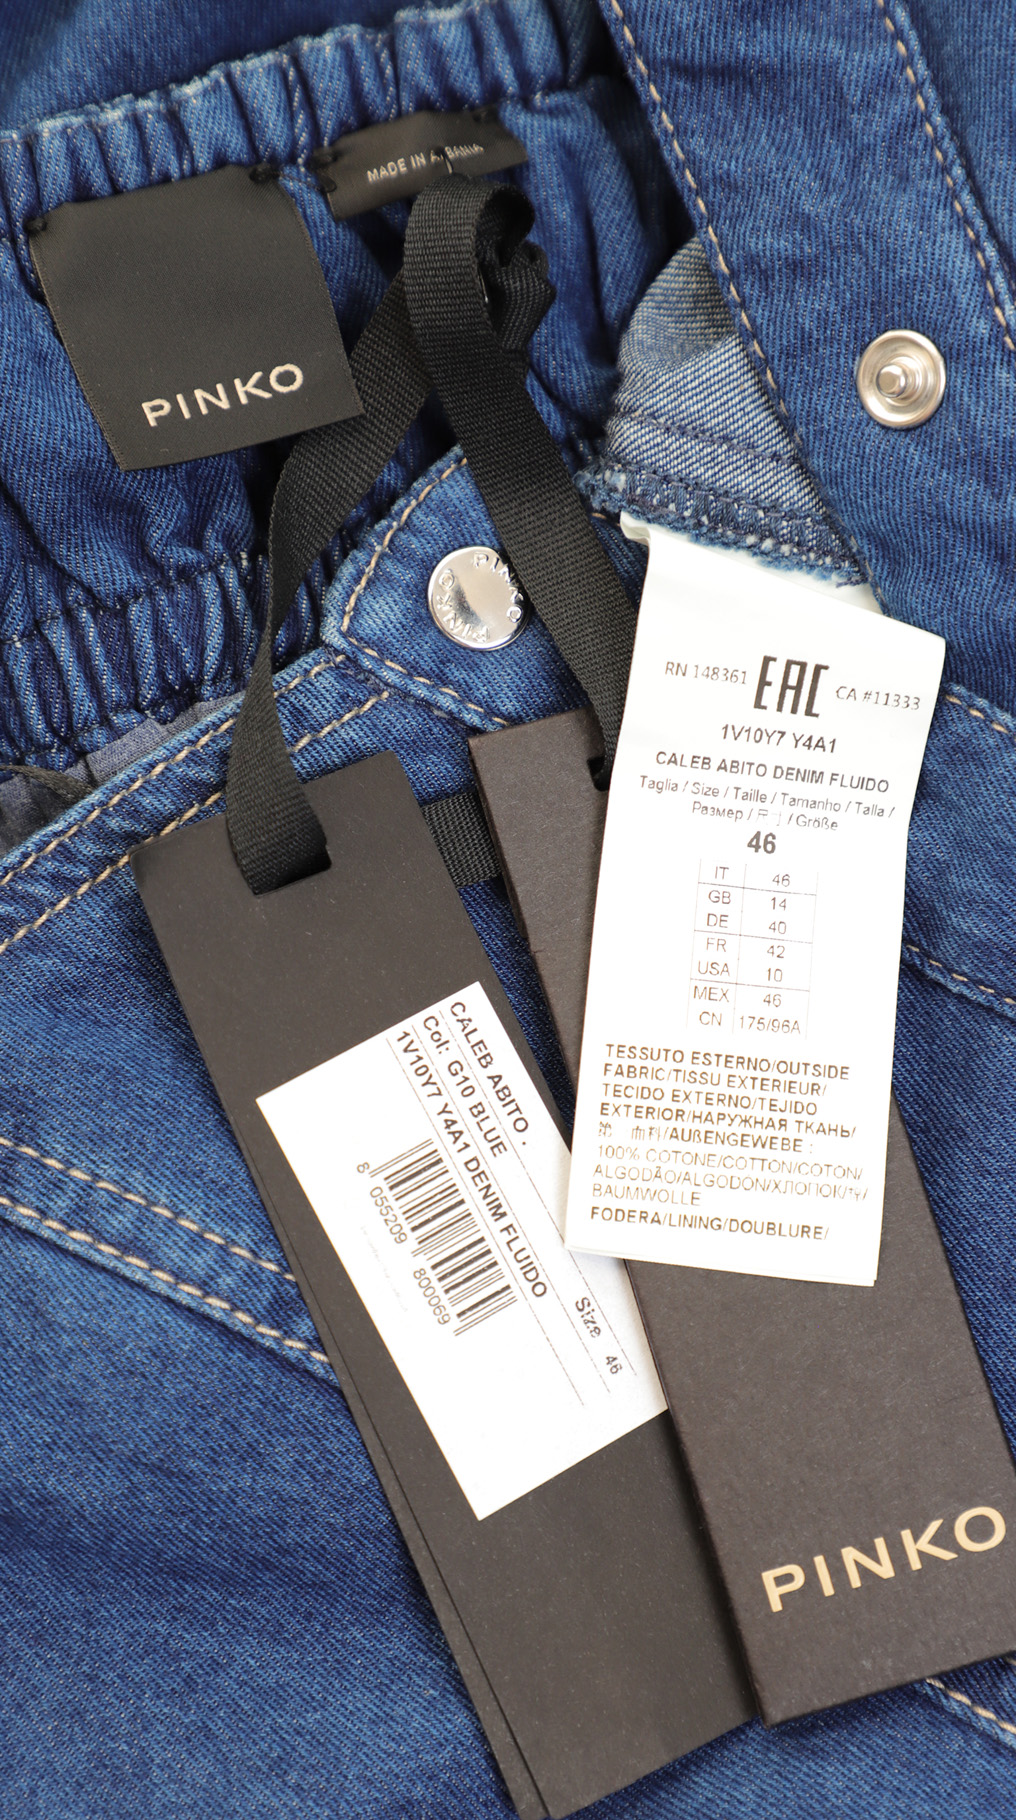 MADE IN ALBANIA
PINKO
PINKO PINKO
RN 148361 EAC CA #11333
1V10Y7 Y4A1
CALEB ABITO DENIM FLUIDO
Taglia / Size / Taille / Tamanho / Talla /
Размер / / Größe
46
IT 46
GB 14
DE 40
FR 42
USA 10
MEX 46
CN 175/96A
TESSUTO ESTERNO/OUTSIDE
FABRIC/TISSU EXTERIEUR/
TECIDO EXTERNO/TEJIDO
EXTERIOR/НАРУЖНАЯ ТКАНЬ/
/AUßENGEWEBE :
100% COTONE/COTTON/COTON/
ALGODÃO/ALGODON/ХЛОПОК/
BAUMWOLLE
FODERA/LINING/DOUBLURE/
CALEB ABITO .
Col: G10 BLUE
1V10Y7 Y4A1 DENIM FLUIDO
Size 46
8 055209 800069
PINKO